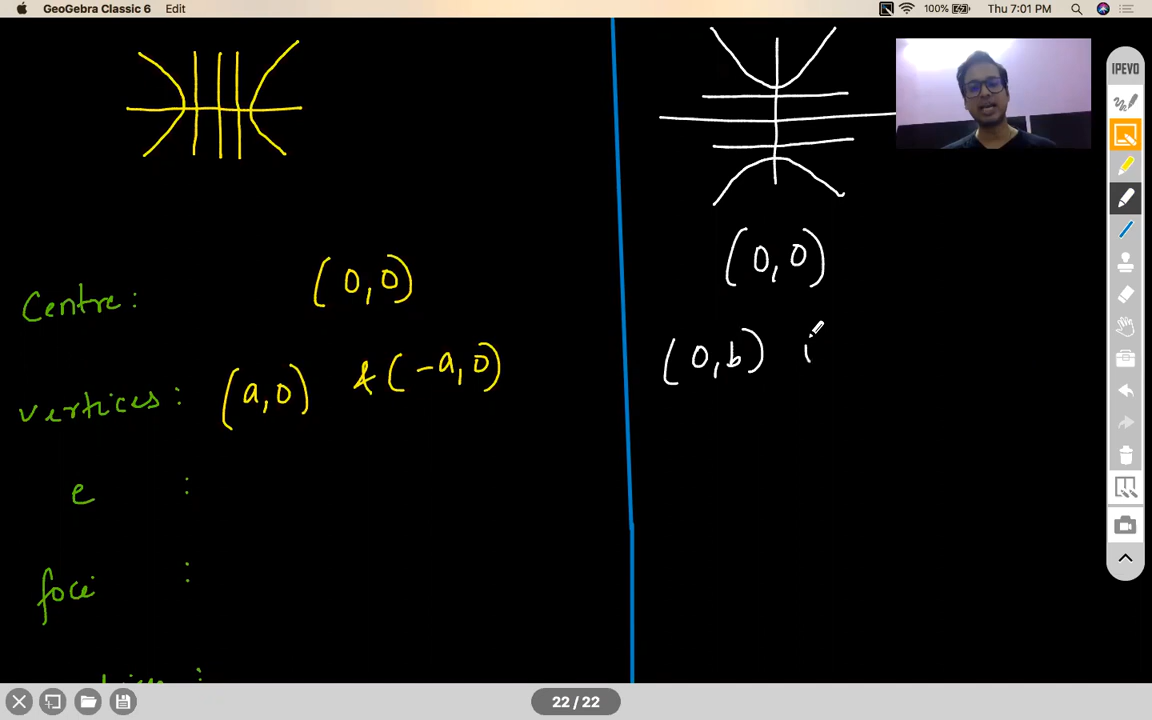 GeoGebra Classic 6 Edit 100% Thu 7:01 PM
IPEVO
(0,0)
Centre: (0,0)
(0,b) i
vertices: (a,0) & (-a,0)
e :
foci :
:
22 / 22